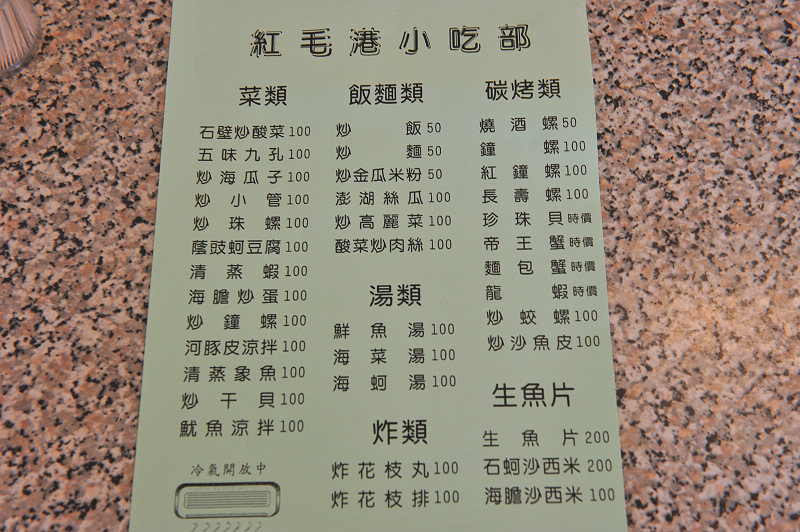 紅毛港小吃部
菜類
石壁炒酸菜100
五味九孔100
炒海瓜子100
炒小管100
炒珠螺100
蔭豉蚵豆腐100
清蒸蝦100
海膽炒蛋100
炒鐘螺100
河豚皮涼拌100
清蒸象魚100
炒干貝100
魷魚涼拌100
冷氣開放中
飯麵類
炒飯50
炒麵50
炒金瓜米粉50
澎湖絲瓜100
炒高麗菜100
酸菜炒肉絲100
湯類
鮮魚湯100
海菜湯100
海蚵湯100
炸類
炸花枝丸100
炸花枝排100
碳烤類
燒酒螺50
鐘螺100
紅鐘螺100
長壽螺100
珍珠貝時價
帝王蟹時價
麵包蟹時價
龍蝦時價
炒蛟螺100
炒沙魚皮100
生魚片
生魚片200
石蚵沙西米200
海膽沙西米100